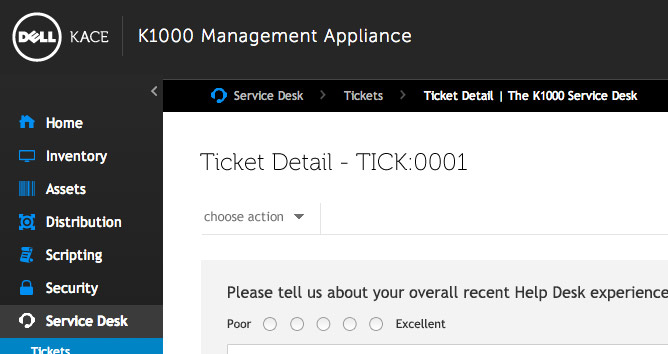 DELL KACE K1000 Management Appliance
Service Desk > Tickets > Ticket Detail | The K1000 Service Desk
Home
Inventory
Assets
Distribution
Scripting
Security
Service Desk
Tickets
Ticket Detail - TICK:0001
choose action
Please tell us about your overall recent Help Desk experience
Poor Excellent